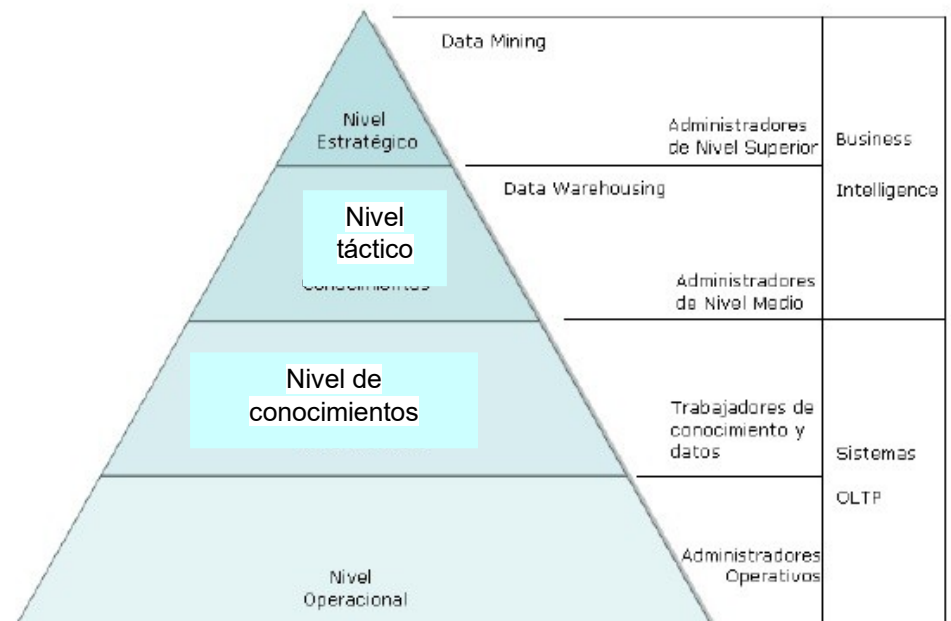 Data Mining
Nivel
Estratégico
Administradores
de Nivel Superior
Business
Intelligence
Data Warehousing
Nivel
táctico
Administradores
de Nivel Medio
Nivel de
conocimientos
Trabajadores de
conocimiento y
datos
Sistemas
OLTP
Administradores
Operativos
Nivel
Operacional